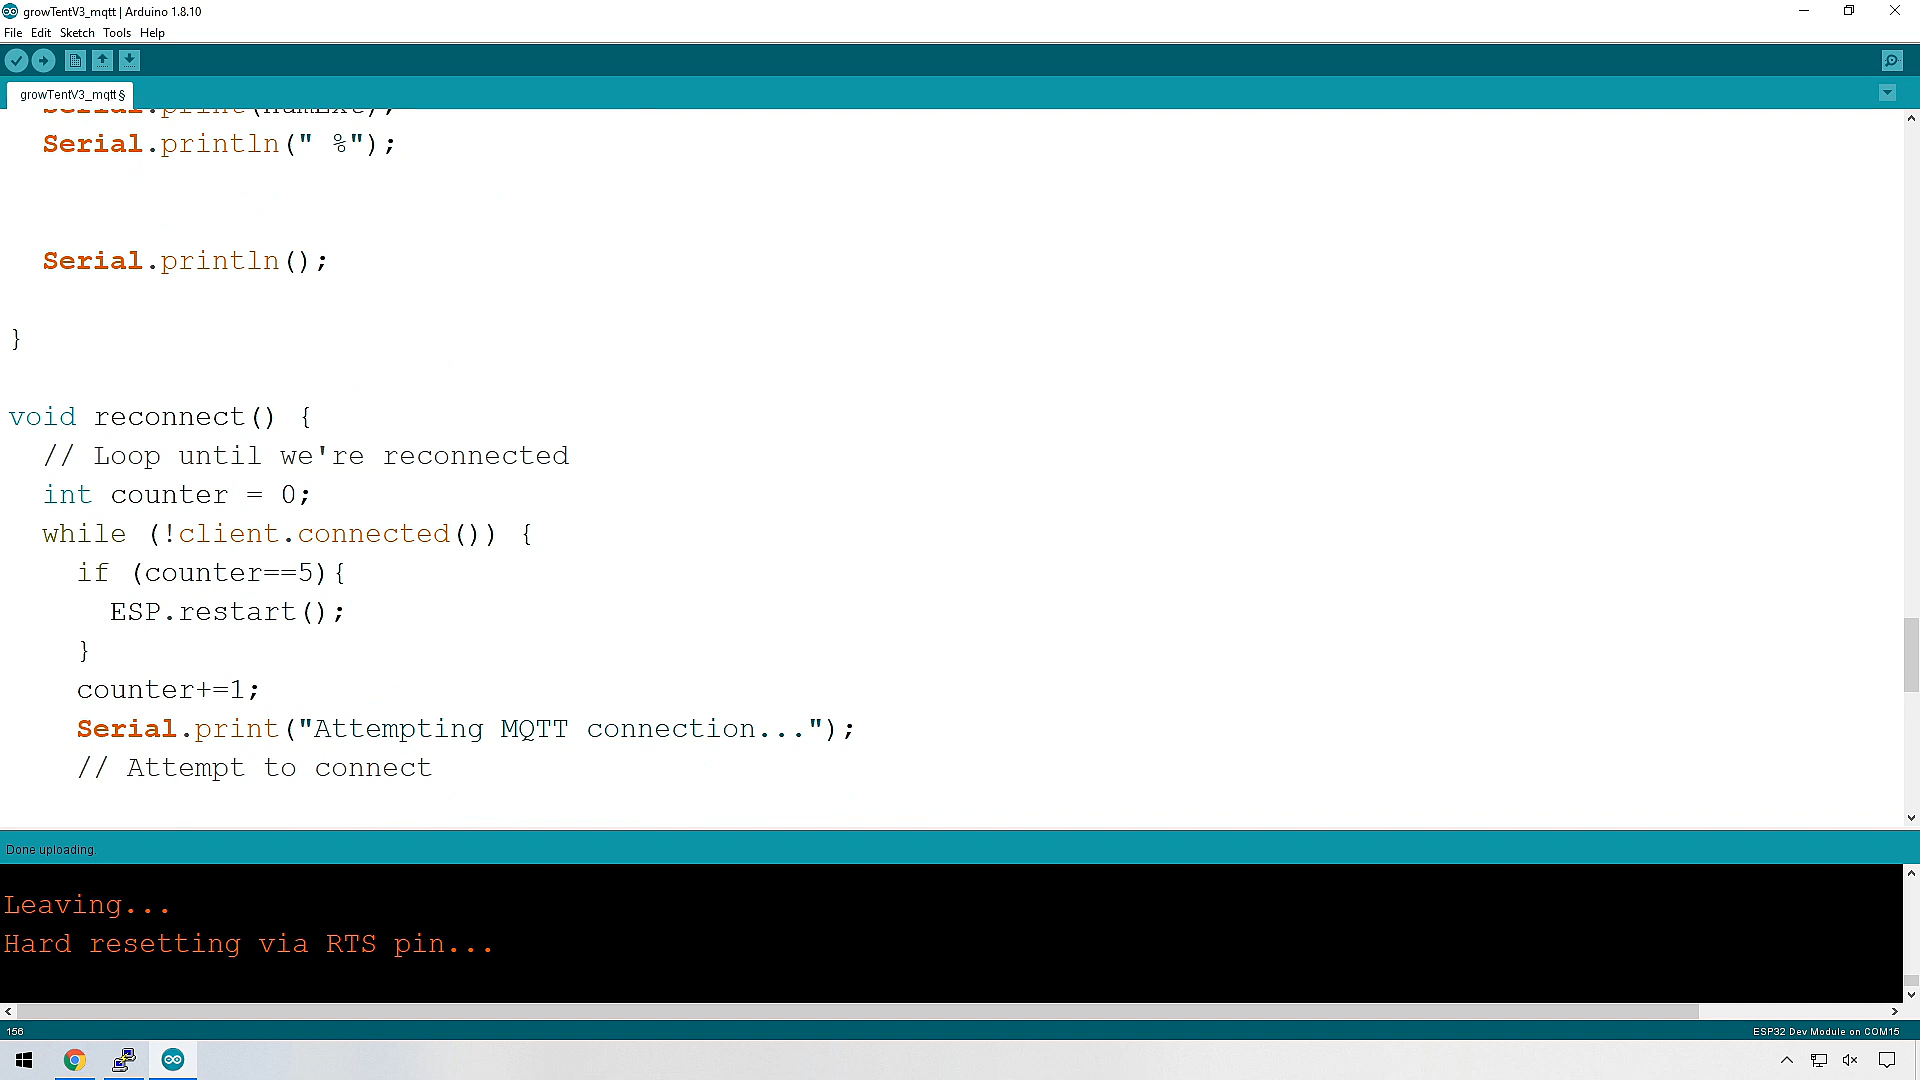 growTentV3_mqtt | Arduino 1.8.10
File Edit Sketch Tools Help
growTentV3_mqtt §
Serial.print(humExt);
Serial.println(" %");
Serial.println();
}
void reconnect() {
// Loop until we're reconnected
int counter = 0;
while (!client.connected()) {
if (counter==5){
ESP.restart();
}
counter+=1;
Serial.print("Attempting MQTT connection...");
// Attempt to connect
Done uploading.
Leaving...
Hard resetting via RTS pin...
156
ESP32 Dev Module on COM15